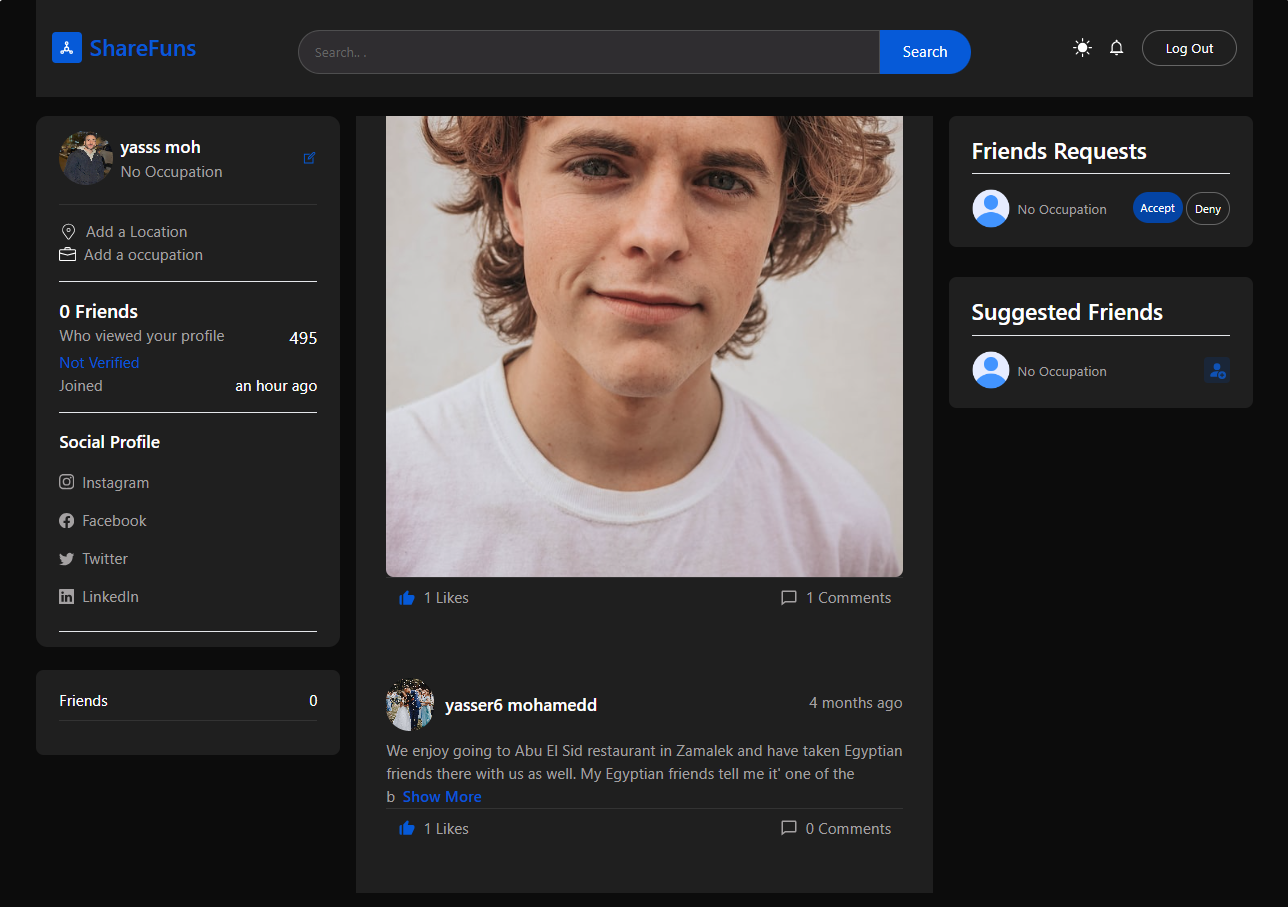 ShareFuns
Search.. .
Search
Log Out
yasss moh
No Occupation
Add a Location
Add a occupation
0 Friends
Who viewed your profile 495
Not Verified
Joined an hour ago
Social Profile
Instagram
Facebook
Twitter
LinkedIn
Friends 0
1 Likes 1 Comments
yasser6 mohamedd 4 months ago
We enjoy going to Abu El Sid restaurant in Zamalek and have taken Egyptian
friends there with us as well. My Egyptian friends tell me it' one of the
b Show More
1 Likes 0 Comments
Friends Requests
No Occupation Accept Deny
Suggested Friends
No Occupation